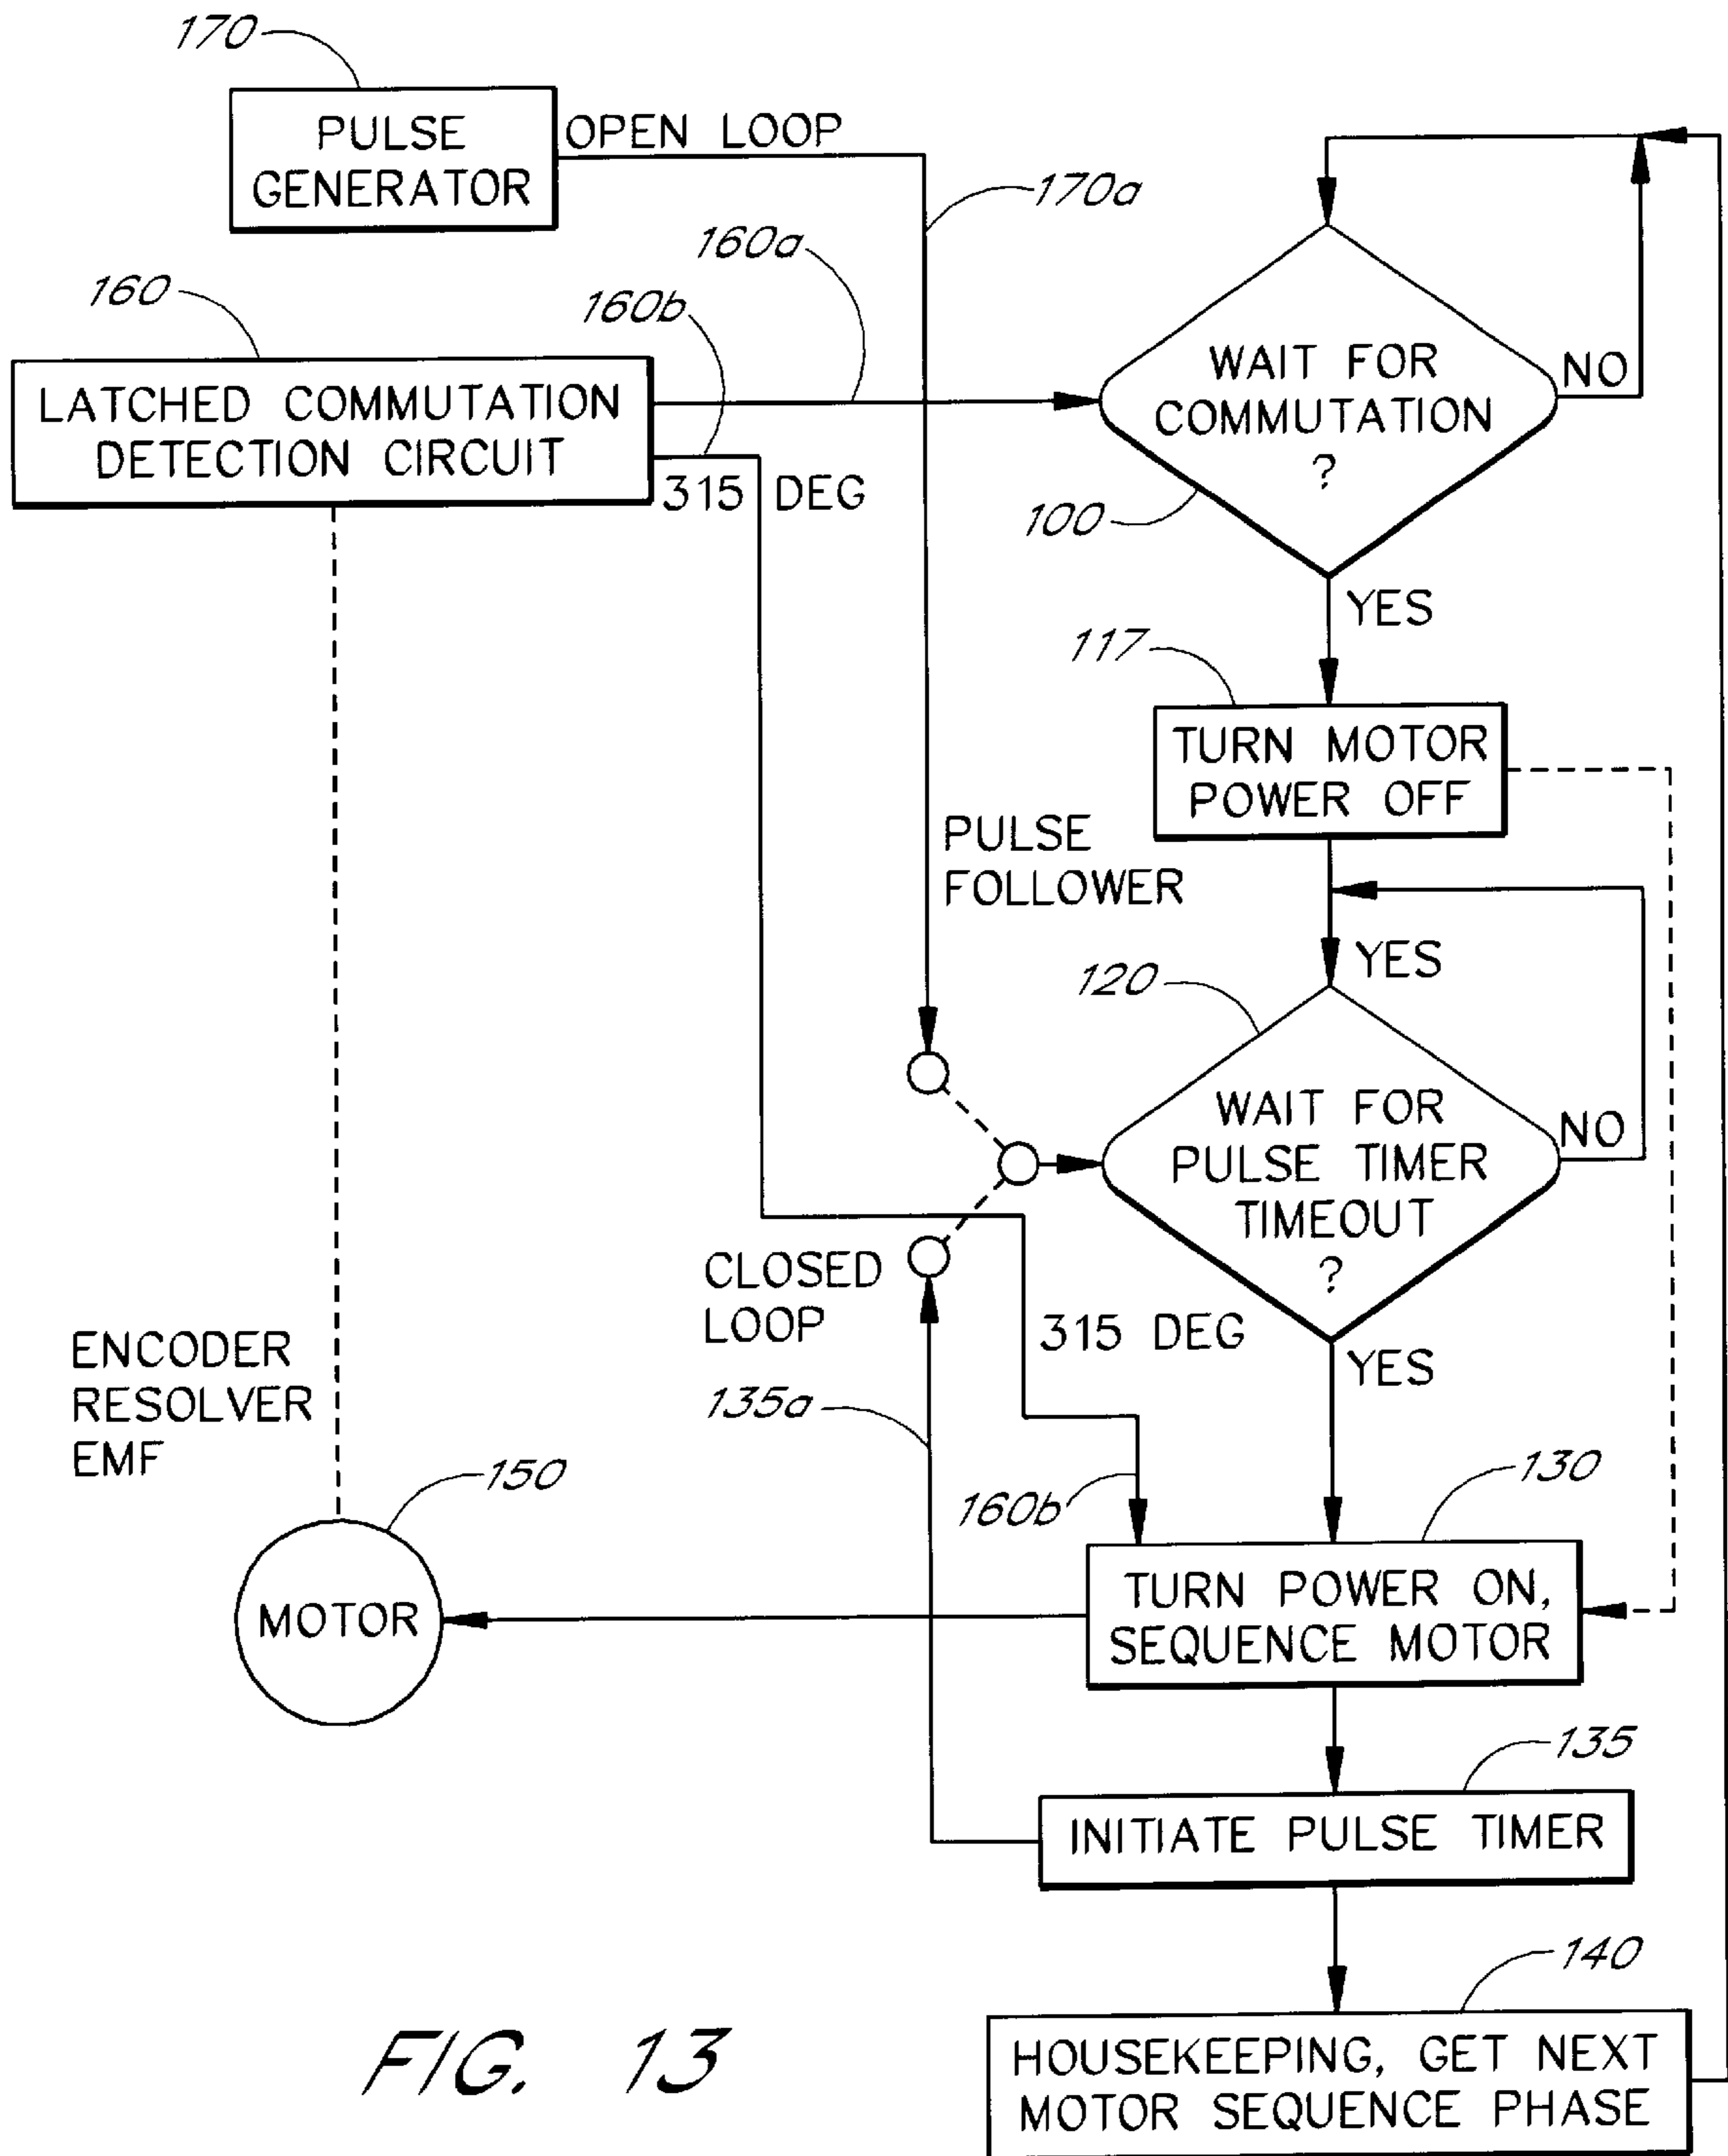 170
PULSE
GENERATOR
OPEN LOOP
170a
160a
160
160b
LATCHED COMMUTATION
DETECTION CIRCUIT
315 DEG
WAIT FOR
COMMUTATION
?
NO
100
YES
117
TURN MOTOR
POWER OFF
PULSE
FOLLOWER
YES
120
WAIT FOR
PULSE TIMER
TIMEOUT
?
NO
CLOSED
LOOP
315 DEG
YES
ENCODER
RESOLVER
EMF
135a
150
160b
130
MOTOR
TURN POWER ON,
SEQUENCE MOTOR
135
INITIATE PULSE TIMER
140
HOUSEKEEPING, GET NEXT
MOTOR SEQUENCE PHASE
FIG. 13